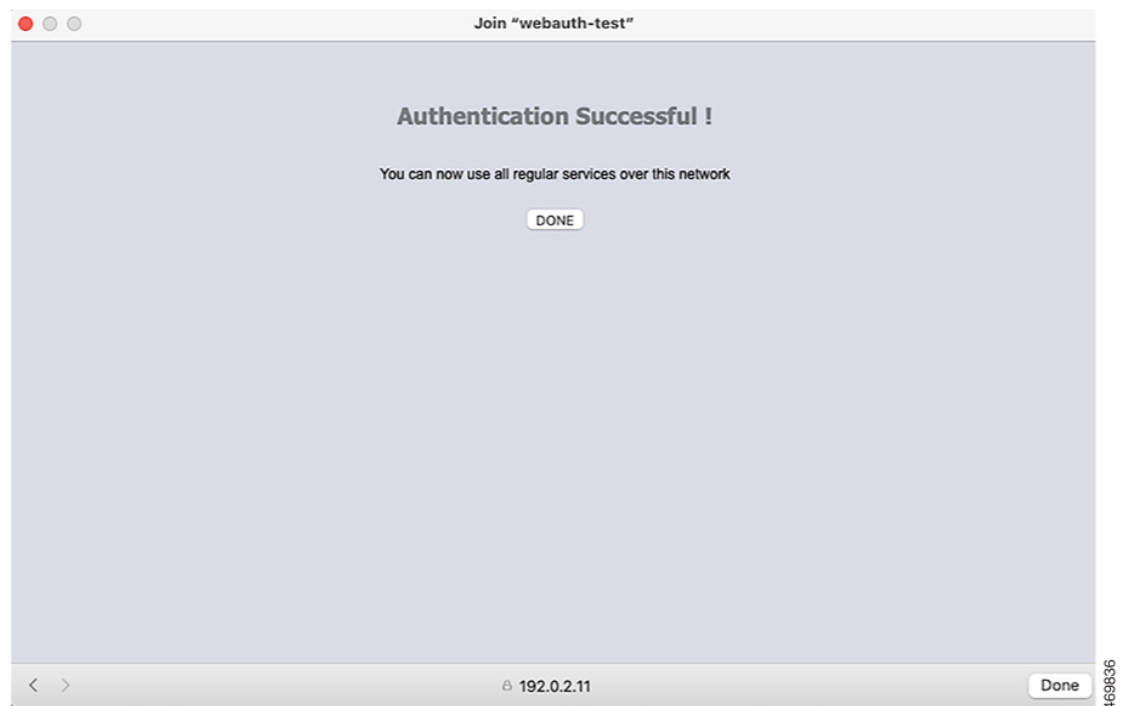 Join “webauth-test”
Authentication Successful !
You can now use all regular services over this network
DONE
192.0.2.11
Done
469836